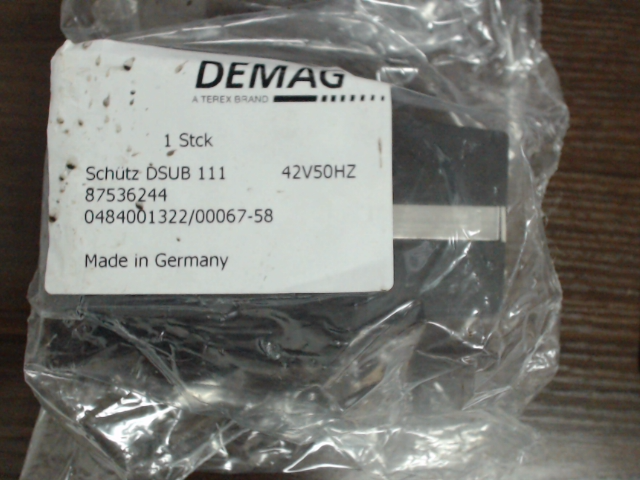 DEMAG
A TEREX BRAND
1 Stck
Schütz DSUB 111 42V50HZ
87536244
0484001322/00067-58
Made in Germany